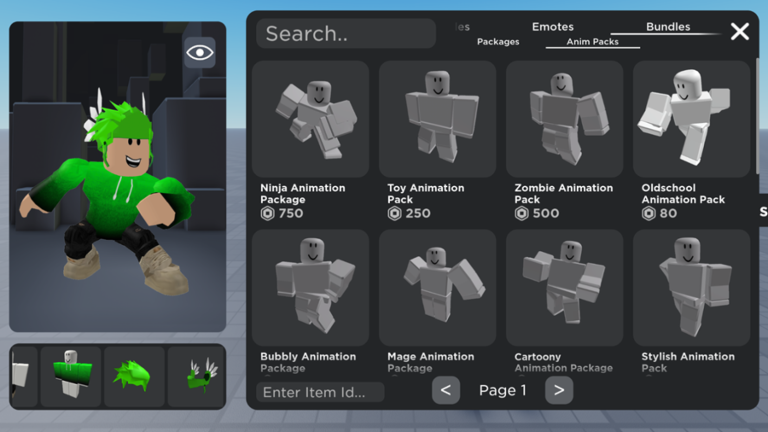 Search..
es
Emotes
Bundles
Packages
Anim Packs
Ninja Animation
Package
750
Toy Animation
Pack
250
Zombie Animation
Pack
500
Oldschool
Animation Pack
80
S
Bubbly Animation
Package
Mage Animation
Package
Cartoony
Animation Package
Stylish Animation
Pack
Enter Item Id...
<
Page 1
>